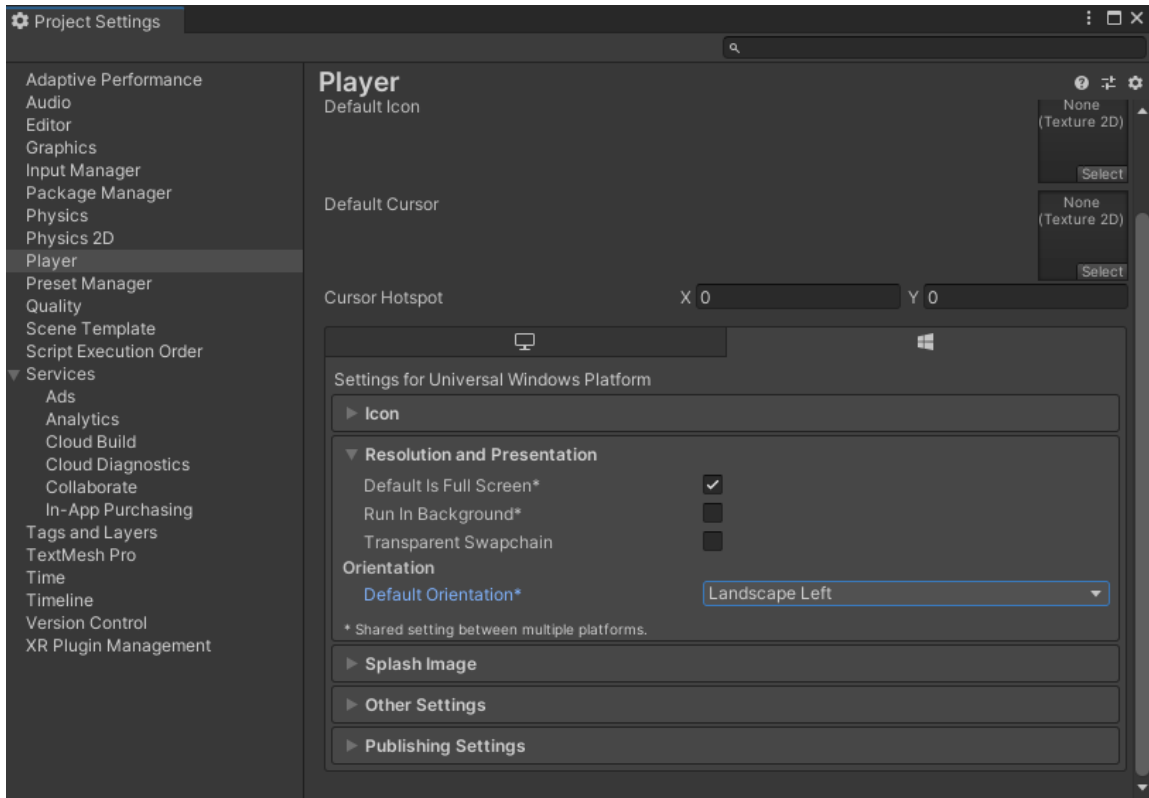 Project Settings
Adaptive Performance
Audio
Editor
Graphics
Input Manager
Package Manager
Physics
Physics 2D
Player
Preset Manager
Quality
Scene Template
Script Execution Order
Services
Ads
Analytics
Cloud Build
Cloud Diagnostics
Collaborate
In-App Purchasing
Tags and Layers
TextMesh Pro
Time
Timeline
Version Control
XR Plugin Management
Player
Default Icon
None
(Texture 2D)
Select
Default Cursor
None
(Texture 2D)
Select
Cursor Hotspot X 0 Y 0
Settings for Universal Windows Platform
Icon
Resolution and Presentation
Default Is Full Screen*
Run In Background*
Transparent Swapchain
Orientation
Default Orientation* Landscape Left
* Shared setting between multiple platforms.
Splash Image
Other Settings
Publishing Settings